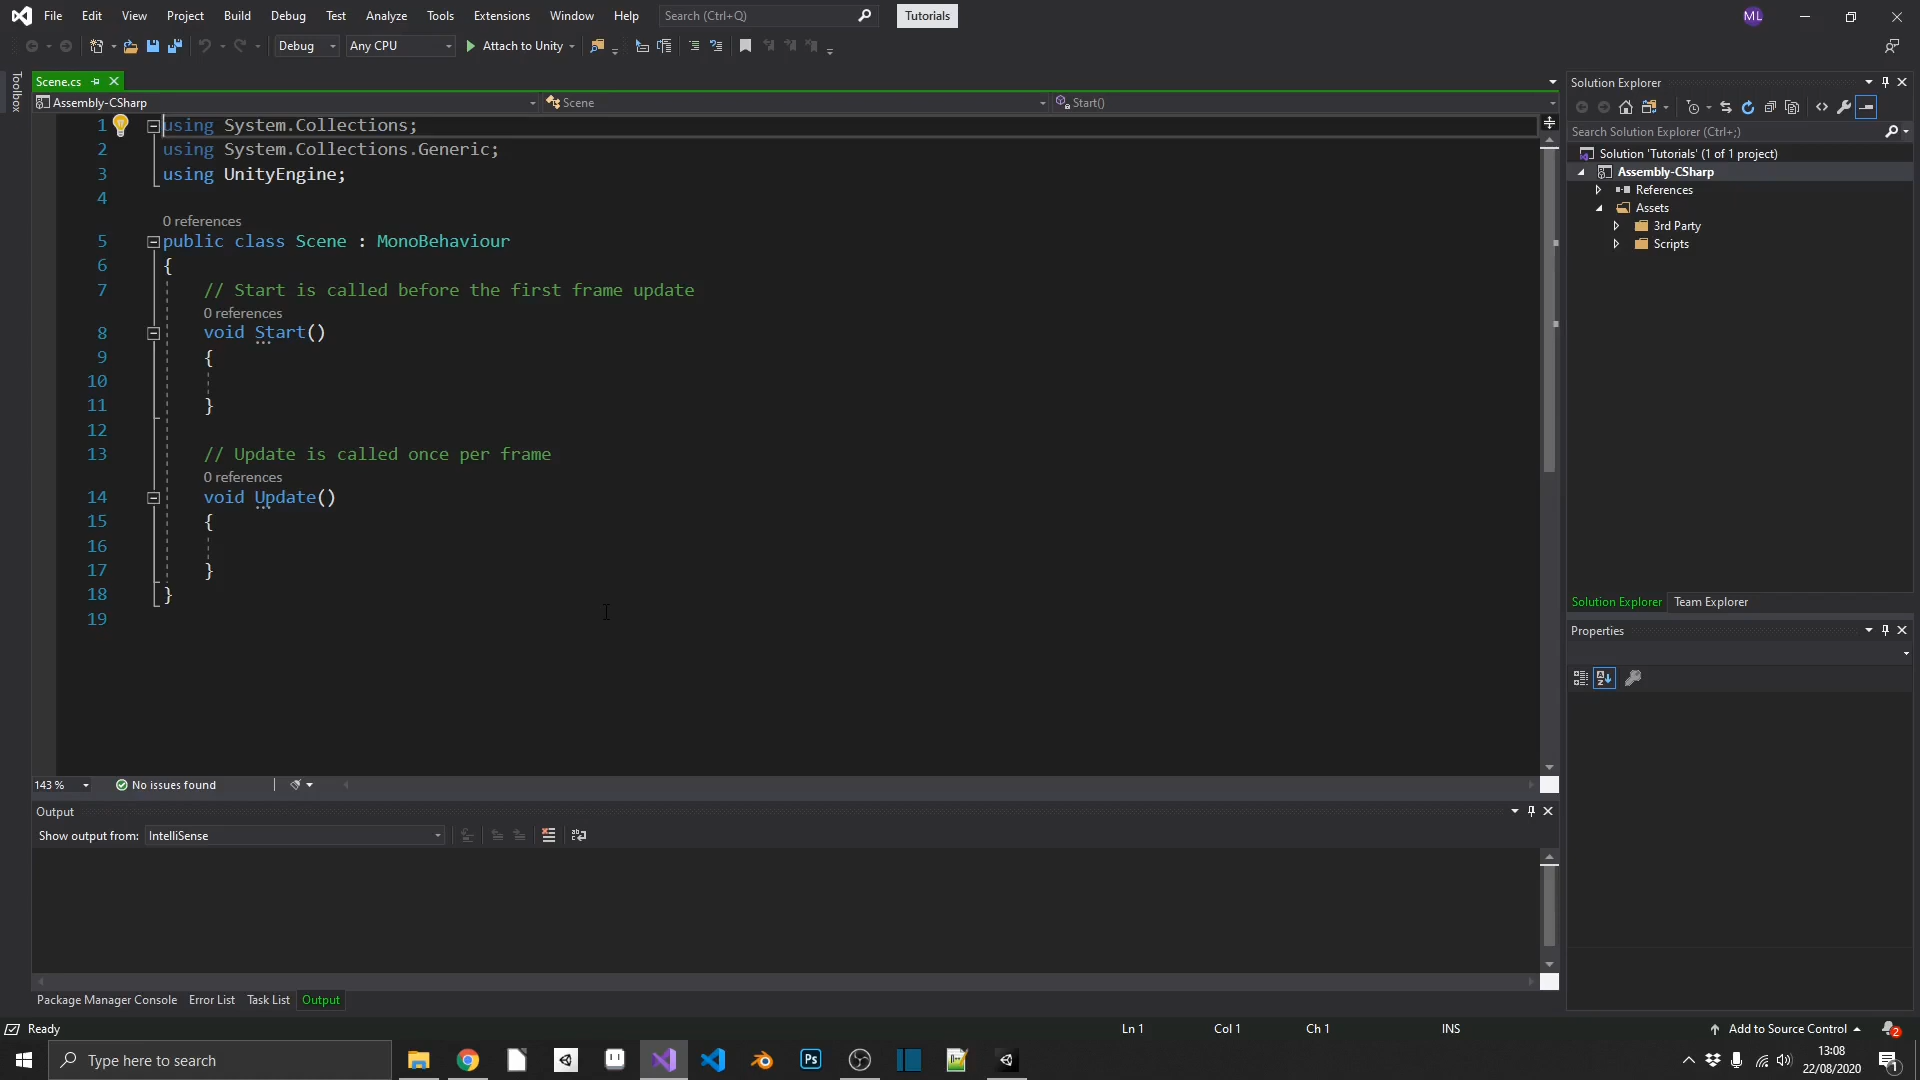 File Edit View Project Build Debug Test Analyze Tools Extensions Window Help Search (Ctrl+Q) Tutorials ML
Debug Any CPU Attach to Unity
Toolbox
Scene.cs
Assembly-CSharp Scene Start()
1 using System.Collections;
2 using System.Collections.Generic;
3 using UnityEngine;
4
0 references
5 public class Scene : MonoBehaviour
6 {
7 // Start is called before the first frame update
0 references
8 void Start()
9 {
10
11 }
12
13 // Update is called once per frame
0 references
14 void Update()
15 {
16
17 }
18 }
19
143 % No issues found
Output
Show output from: IntelliSense
Package Manager Console Error List Task List Output
Solution Explorer
Search Solution Explorer (Ctrl+;)
Solution 'Tutorials' (1 of 1 project)
Assembly-CSharp
References
Assets
3rd Party
Scripts
Solution Explorer Team Explorer
Properties
Ready Ln 1 Col 1 Ch 1 INS Add to Source Control 2
Type here to search Ps 13:08
22/08/2020 1